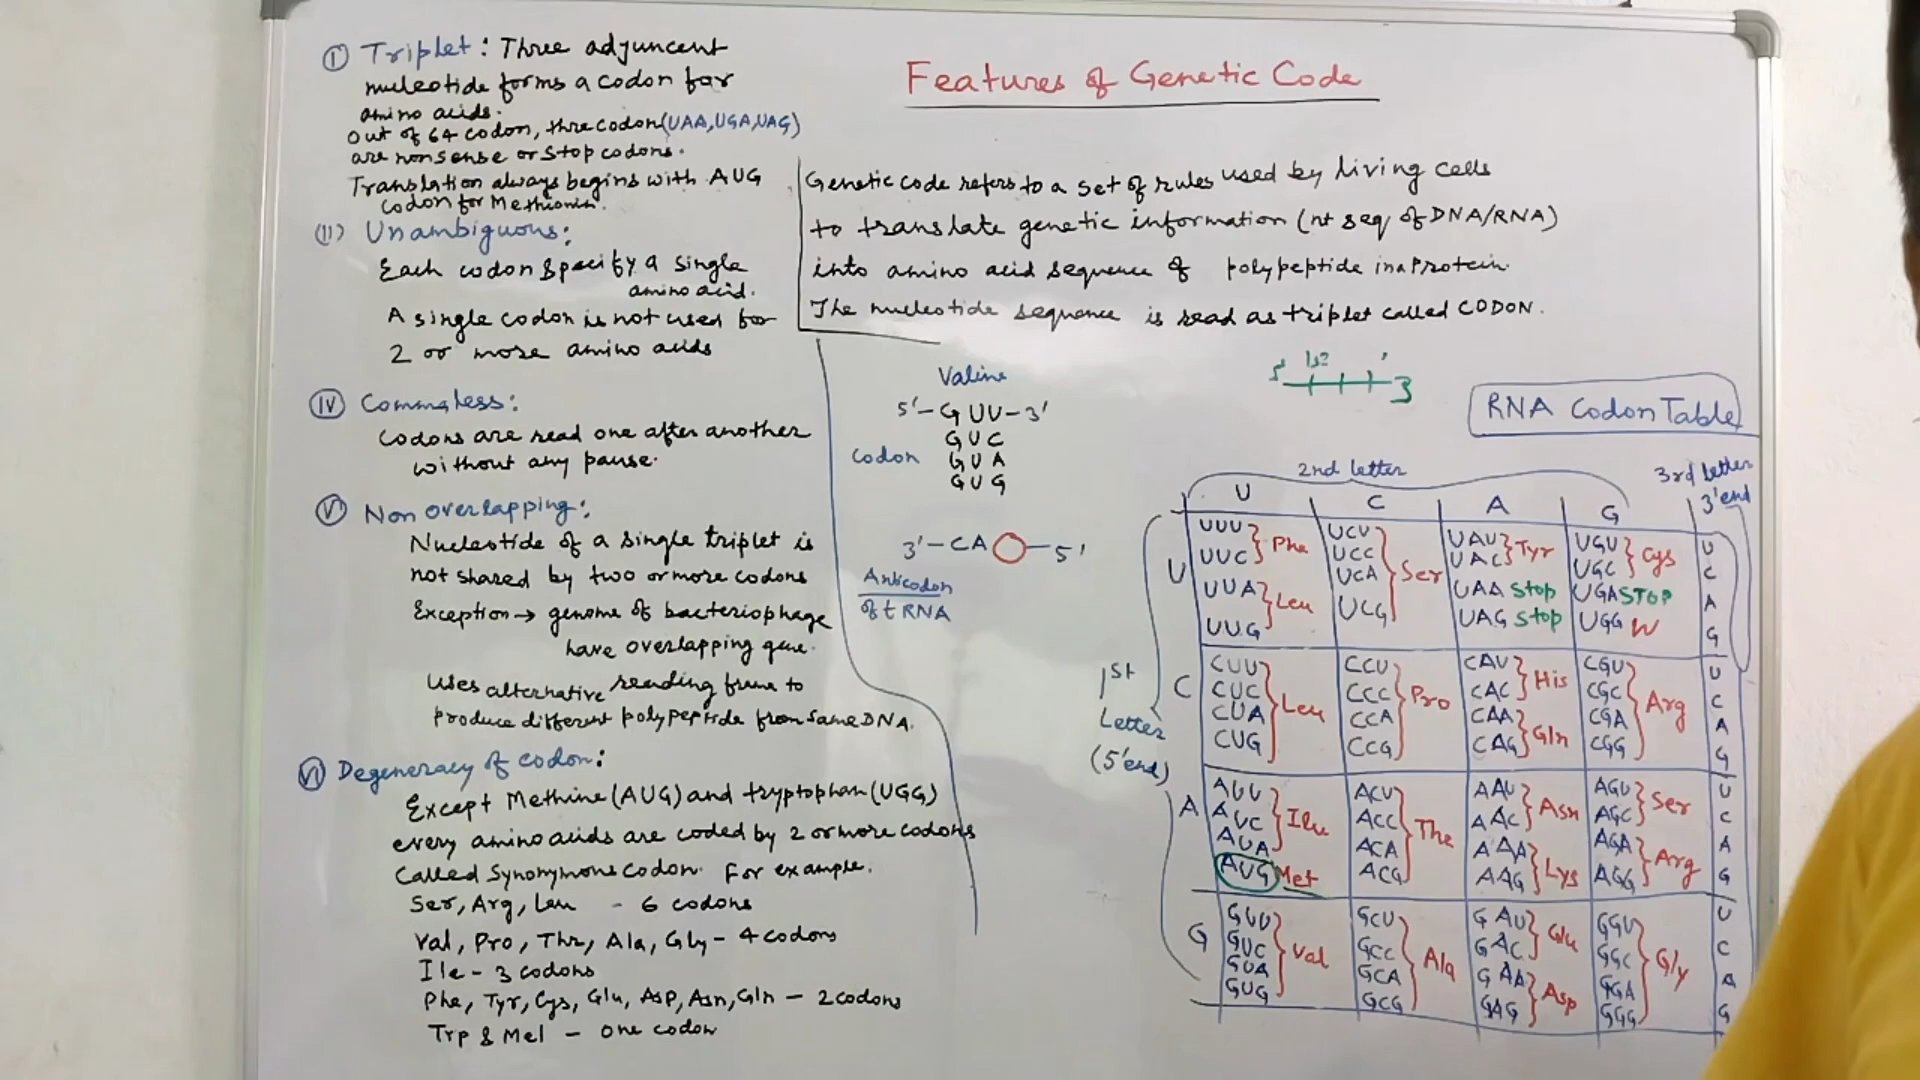 Features of Genetic Code
(I) Triplet: Three adjuncent
nucleotide forms a codon for
amino acids.
Out of 64 codon, thre codon (UAA, UGA, UAG)
are nonsense or stop codons.
Translation always begins with AUG
codon for Methionin.
(II) Unambiguous:
Each codon specify a single
amino acid.
A single codon is not used for
2 or more amino acids
(IV) Commaless:
Codons are read one after another
without any pause.
(V) Non overlapping:
Nucleotide of a single triplet is
not shared by two or more codons
Exception → genome of bacteriophage
have overlapping gene.
Uses alternative reading frame to
produce different polypeptide from same DNA.
(VI) Degeneracy of codon:
Except Methine (AUG) and tryptophan (UGG)
every amino acids are coded by 2 or more codons
Called Synonymous codon. For example.
Ser, Arg, Leu - 6 codons
Val, Pro, Thr, Ala, Gly - 4 codons
Ile - 3 codons
Phe, Tyr, Cys, Glu, Asp, Asn, Gln - 2 codons
Trp & Mel - one codon
Genetic code refers to a set of rules used by living cells
to translate genetic information (nt seq of DNA/RNA)
into amino acid sequence of polypeptide in a Protein.
The nucleotide sequence is read as triplet called CODON.
Valine
5'- G UU - 3'
GUC
Codon GUA
GUG
3'- CA - 5'
Anticodon
of t RNA
5' 1s2 3'
RNA Codon Table
2nd letter 3rd letter
3' end
U C A G
1st
Letter
(5' end)
U
UUU UCU UAU UGU U
UUC Phe UCC UAC Tyr UGC Cys C
UUA UCA Ser UAA Stop UGA STOP A
UUG Leu UCG UAG Stop UGG W G
C
CUU CCU CAU CGU U
CUC CCC CAC His CGC C
CUA Leu CCA Pro CAA CGA Arg A
CUG CCG CAG Gln CGG G
A
AUU ACU AAU AGU U
AUC Ilu ACC AAC Asn AGC Ser C
AUA ACA The AAA AGA A
AUG Met ACG AAG Lys AGG Arg G
G
GUU GCU GAU GGU U
GUC Val GCC GAC Glu GGC C
GUA GCA Ala GAA GGA Gly A
GUG GCG GAG Asp GGG G